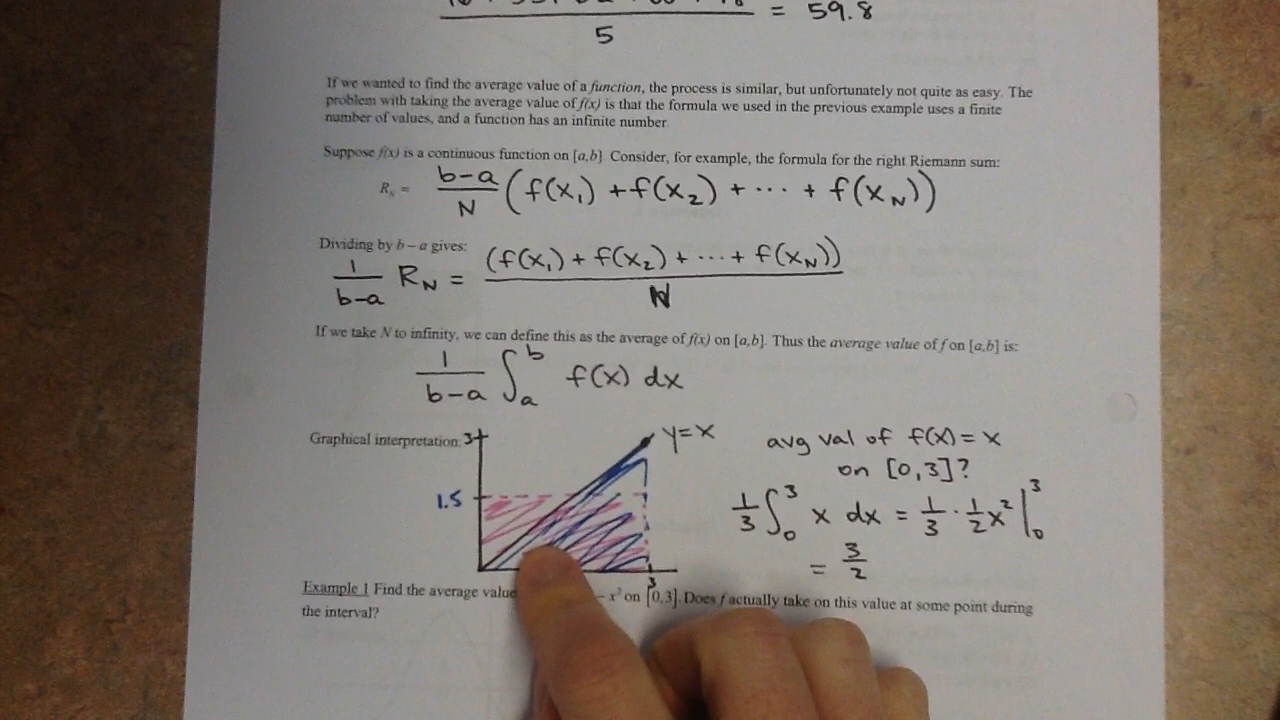 = 59.8
5
If we wanted to find the average value of a function, the process is similar, but unfortunately not quite as easy. The
problem with taking the average value of f(x) is that the formula we used in the previous example uses a finite
number of values, and a function has an infinite number.
Suppose f(x) is a continuous function on [a,b]. Consider, for example, the formula for the right Riemann sum:
R_N = b-a/N (f(x₁) + f(x₂) + ··· + f(x_N))
Dividing by b – a gives:
1/b-a R_N = (f(x₁) + f(x₂) + ··· + f(x_N))/N
If we take N to infinity, we can define this as the average of f(x) on [a,b]. Thus the average value of f on [a,b] is:
1/b-a ∫_a^b f(x) dx
Graphical interpretation: 3 y=x
1.5
3
avg val of f(x) = x
on [0,3]?
1/3 ∫_0^3 x dx = 1/3 · 1/2 x² |_0^3
= 3/2
Example 1 Find the average value – x² on [0,3]. Does f actually take on this value at some point during
the interval?